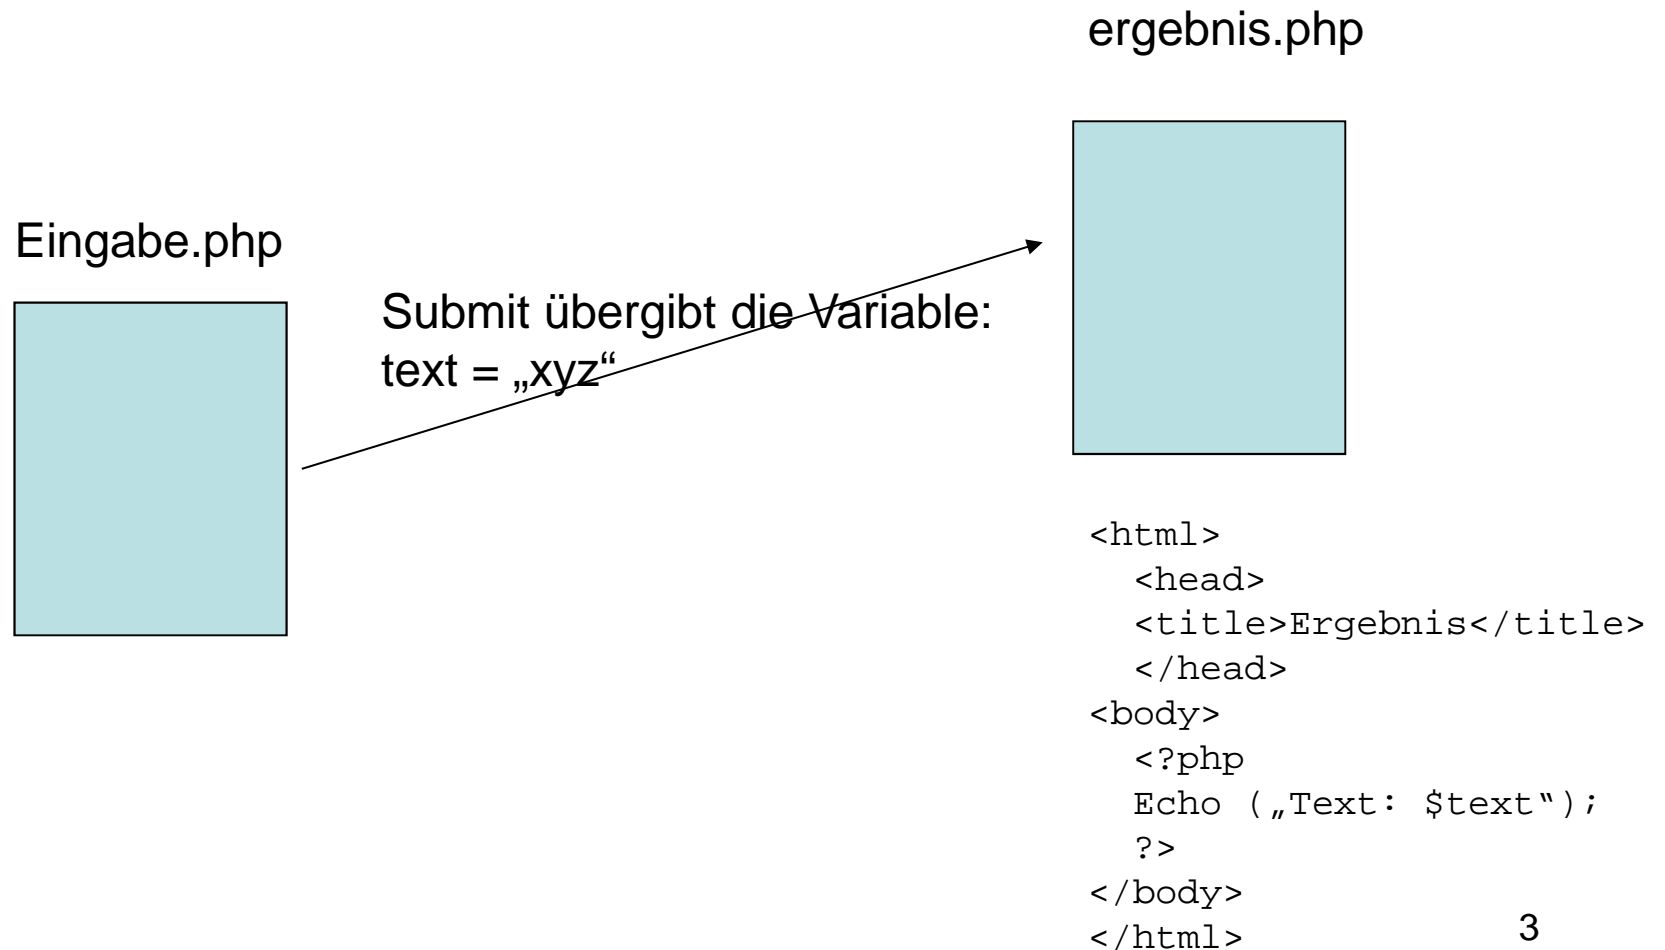 ergebnis.php
Eingabe.php
Submit übergibt die Variable:
text = „xyz“
<html>
<head>
<title>Ergebnis</title>
</head>
<body>
<?php
Echo („Text: $text“);
?>
</body>
</html>
3